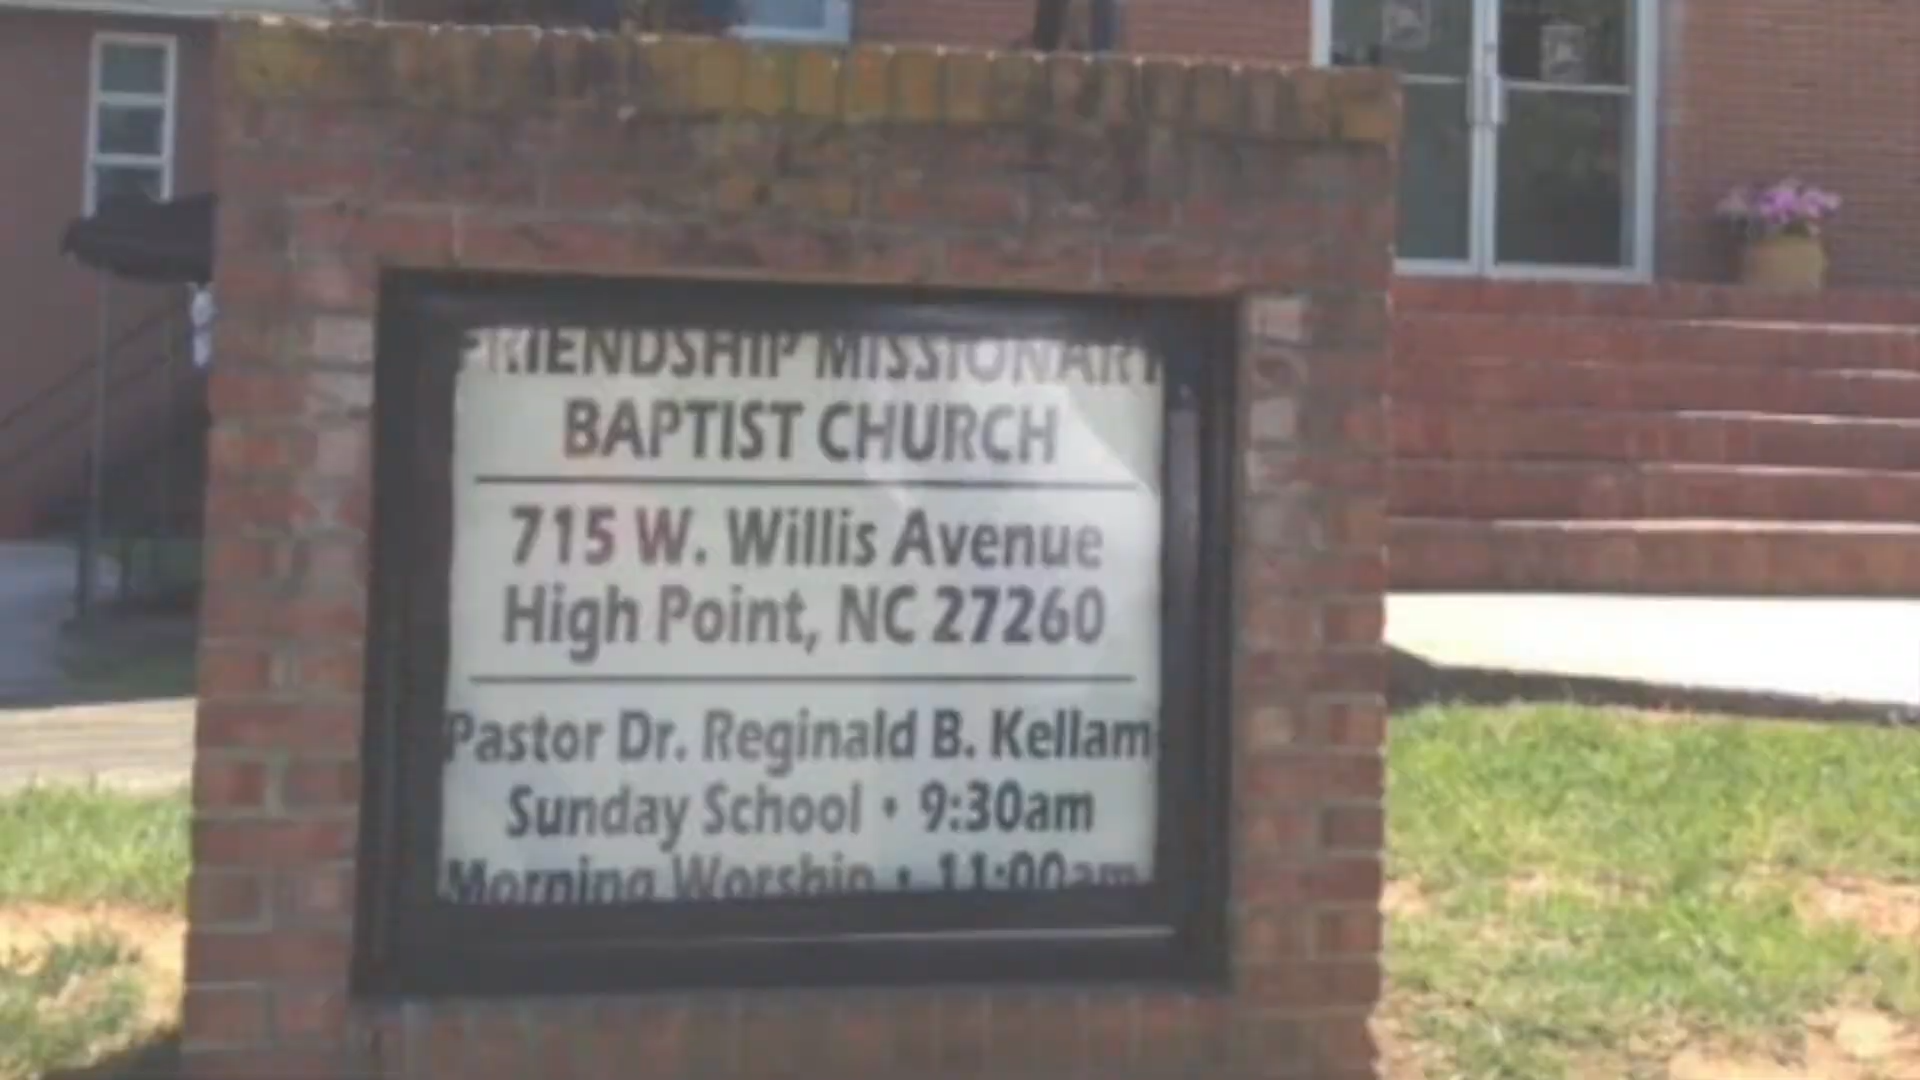 FRIENDSHIP MISSIONARY
BAPTIST CHURCH
715 W. Willis Avenue
High Point, NC 27260
Pastor Dr. Reginald B. Kellam
Sunday School • 9:30am
Morning Worship • 11:00am